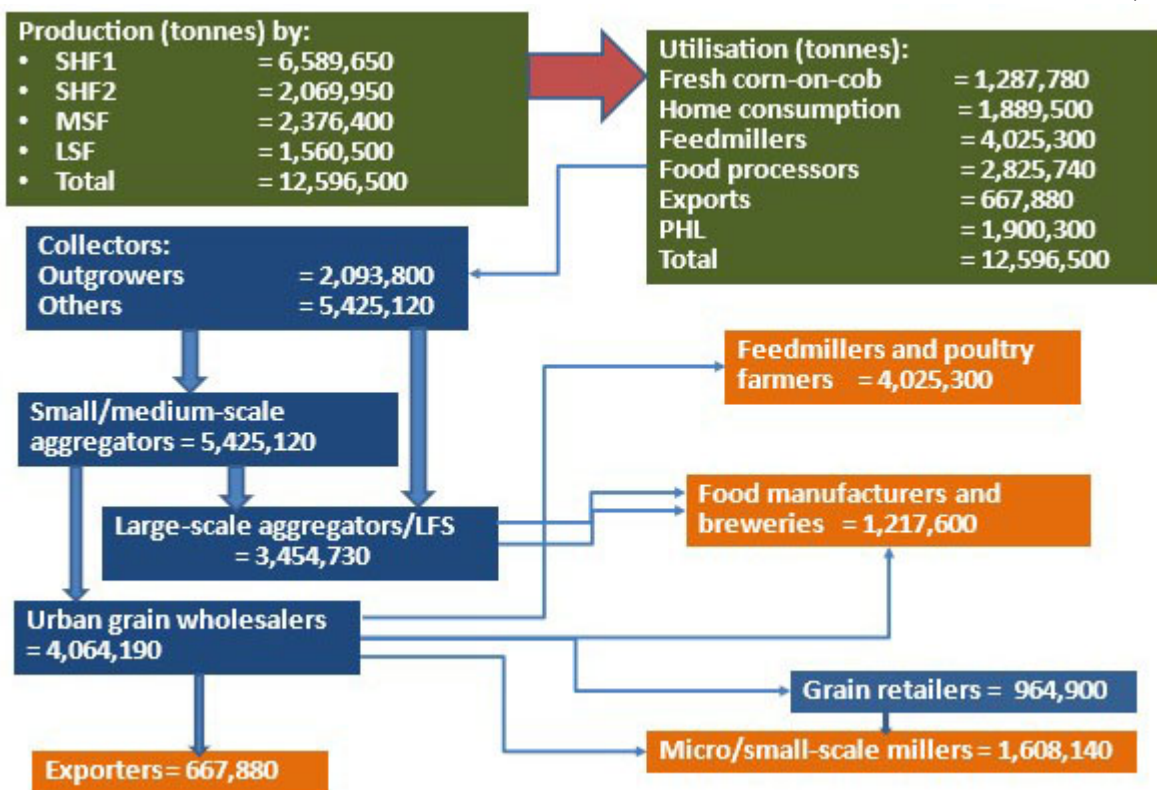 Production (tonnes) by:
• SHF1 = 6,589,650
• SHF2 = 2,069,950
• MSF = 2,376,400
• LSF = 1,560,500
• Total = 12,596,500
Utilisation (tonnes):
Fresh corn-on-cob = 1,287,780
Home consumption = 1,889,500
Feedmillers = 4,025,300
Food processors = 2,825,740
Exports = 667,880
PHL = 1,900,300
Total = 12,596,500
Collectors:
Outgrowers = 2,093,800
Others = 5,425,120
Feedmillers and poultry
farmers = 4,025,300
Small/medium-scale
aggregators = 5,425,120
Food manufacturers and
breweries = 1,217,600
Large-scale aggregators/LFS
= 3,454,730
Urban grain wholesalers
= 4,064,190
Grain retailers = 964,900
Micro/small-scale millers = 1,608,140
Exporters = 667,880